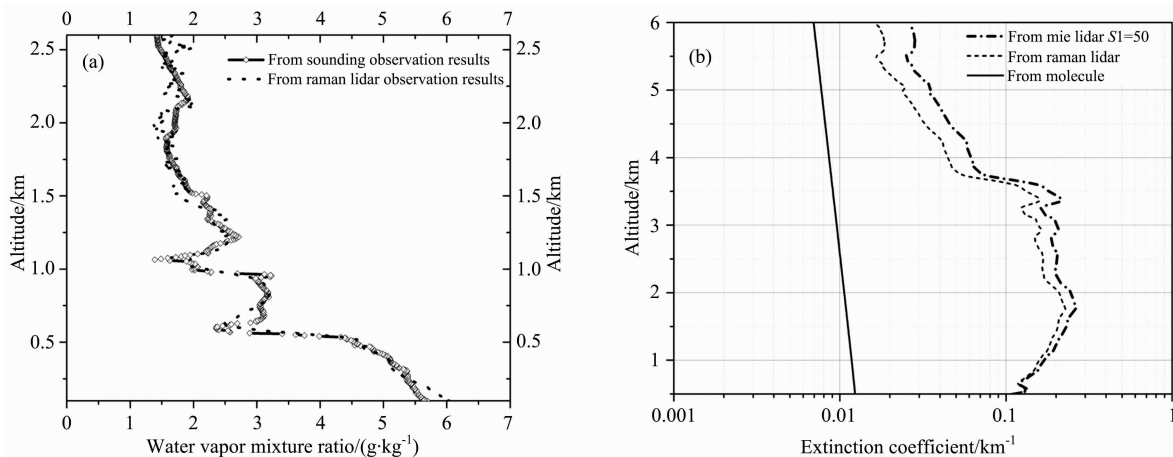 0 1 2 3 4 5 6 7
(a)
From sounding observation results
From raman lidar observation results
2.5
2.0
1.5
1.0
0.5
Altitude/km
2.5
2.0
1.5
1.0
0.5
Altitude/km
0 1 2 3 4 5 6 7
Water vapor mixture ratio/(g·kg⁻¹)
(b)
From mie lidar S1=50
From raman lidar
From molecule
6
5
4
3
2
1
Altitude/km
0.001 0.01 0.1 1
Extinction coefficient/km⁻¹